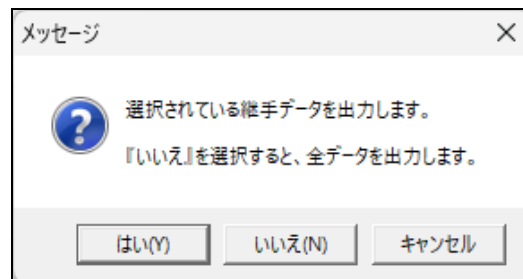 メッセージ
選択されている継手データを出力します。
『いいえ』を選択すると、全データを出力します。
はい(Y)
いいえ(N)
キャンセル